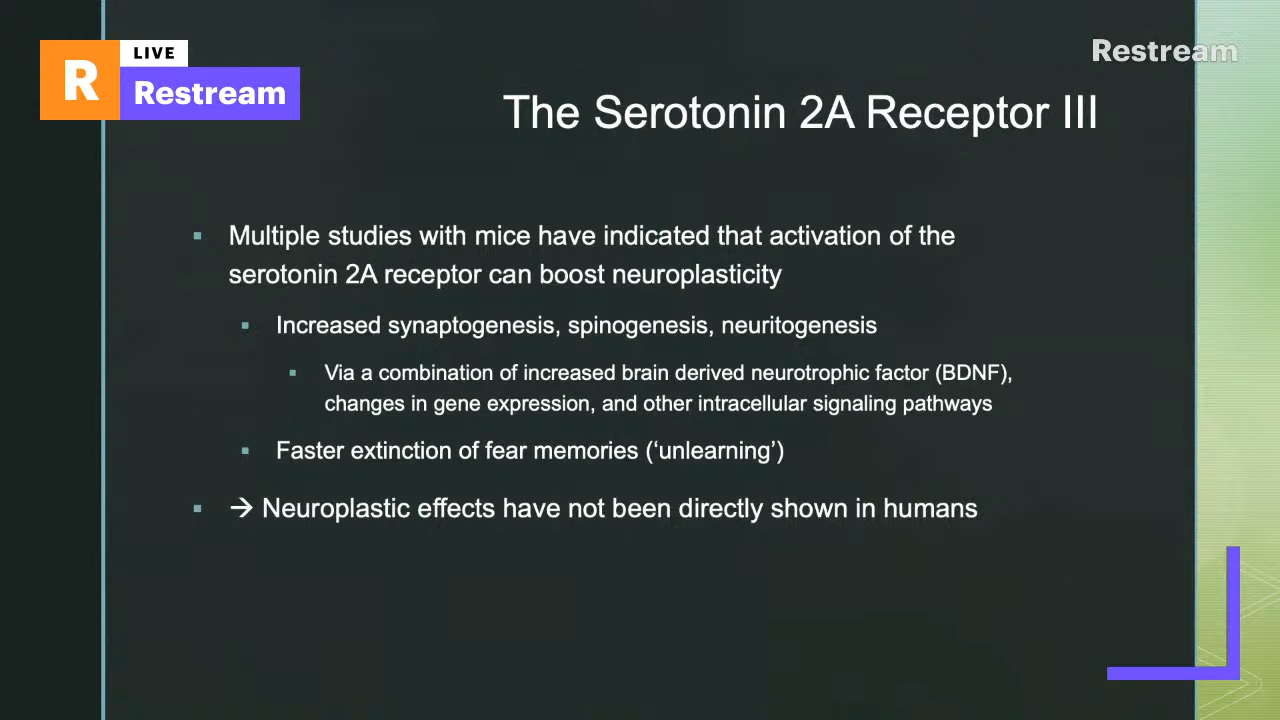 R
LIVE
Restream
Restream
The Serotonin 2A Receptor III
▪ Multiple studies with mice have indicated that activation of the
serotonin 2A receptor can boost neuroplasticity
▪ Increased synaptogenesis, spinogenesis, neuritogenesis
▪ Via a combination of increased brain derived neurotrophic factor (BDNF),
changes in gene expression, and other intracellular signaling pathways
▪ Faster extinction of fear memories (‘unlearning’)
▪ → Neuroplastic effects have not been directly shown in humans